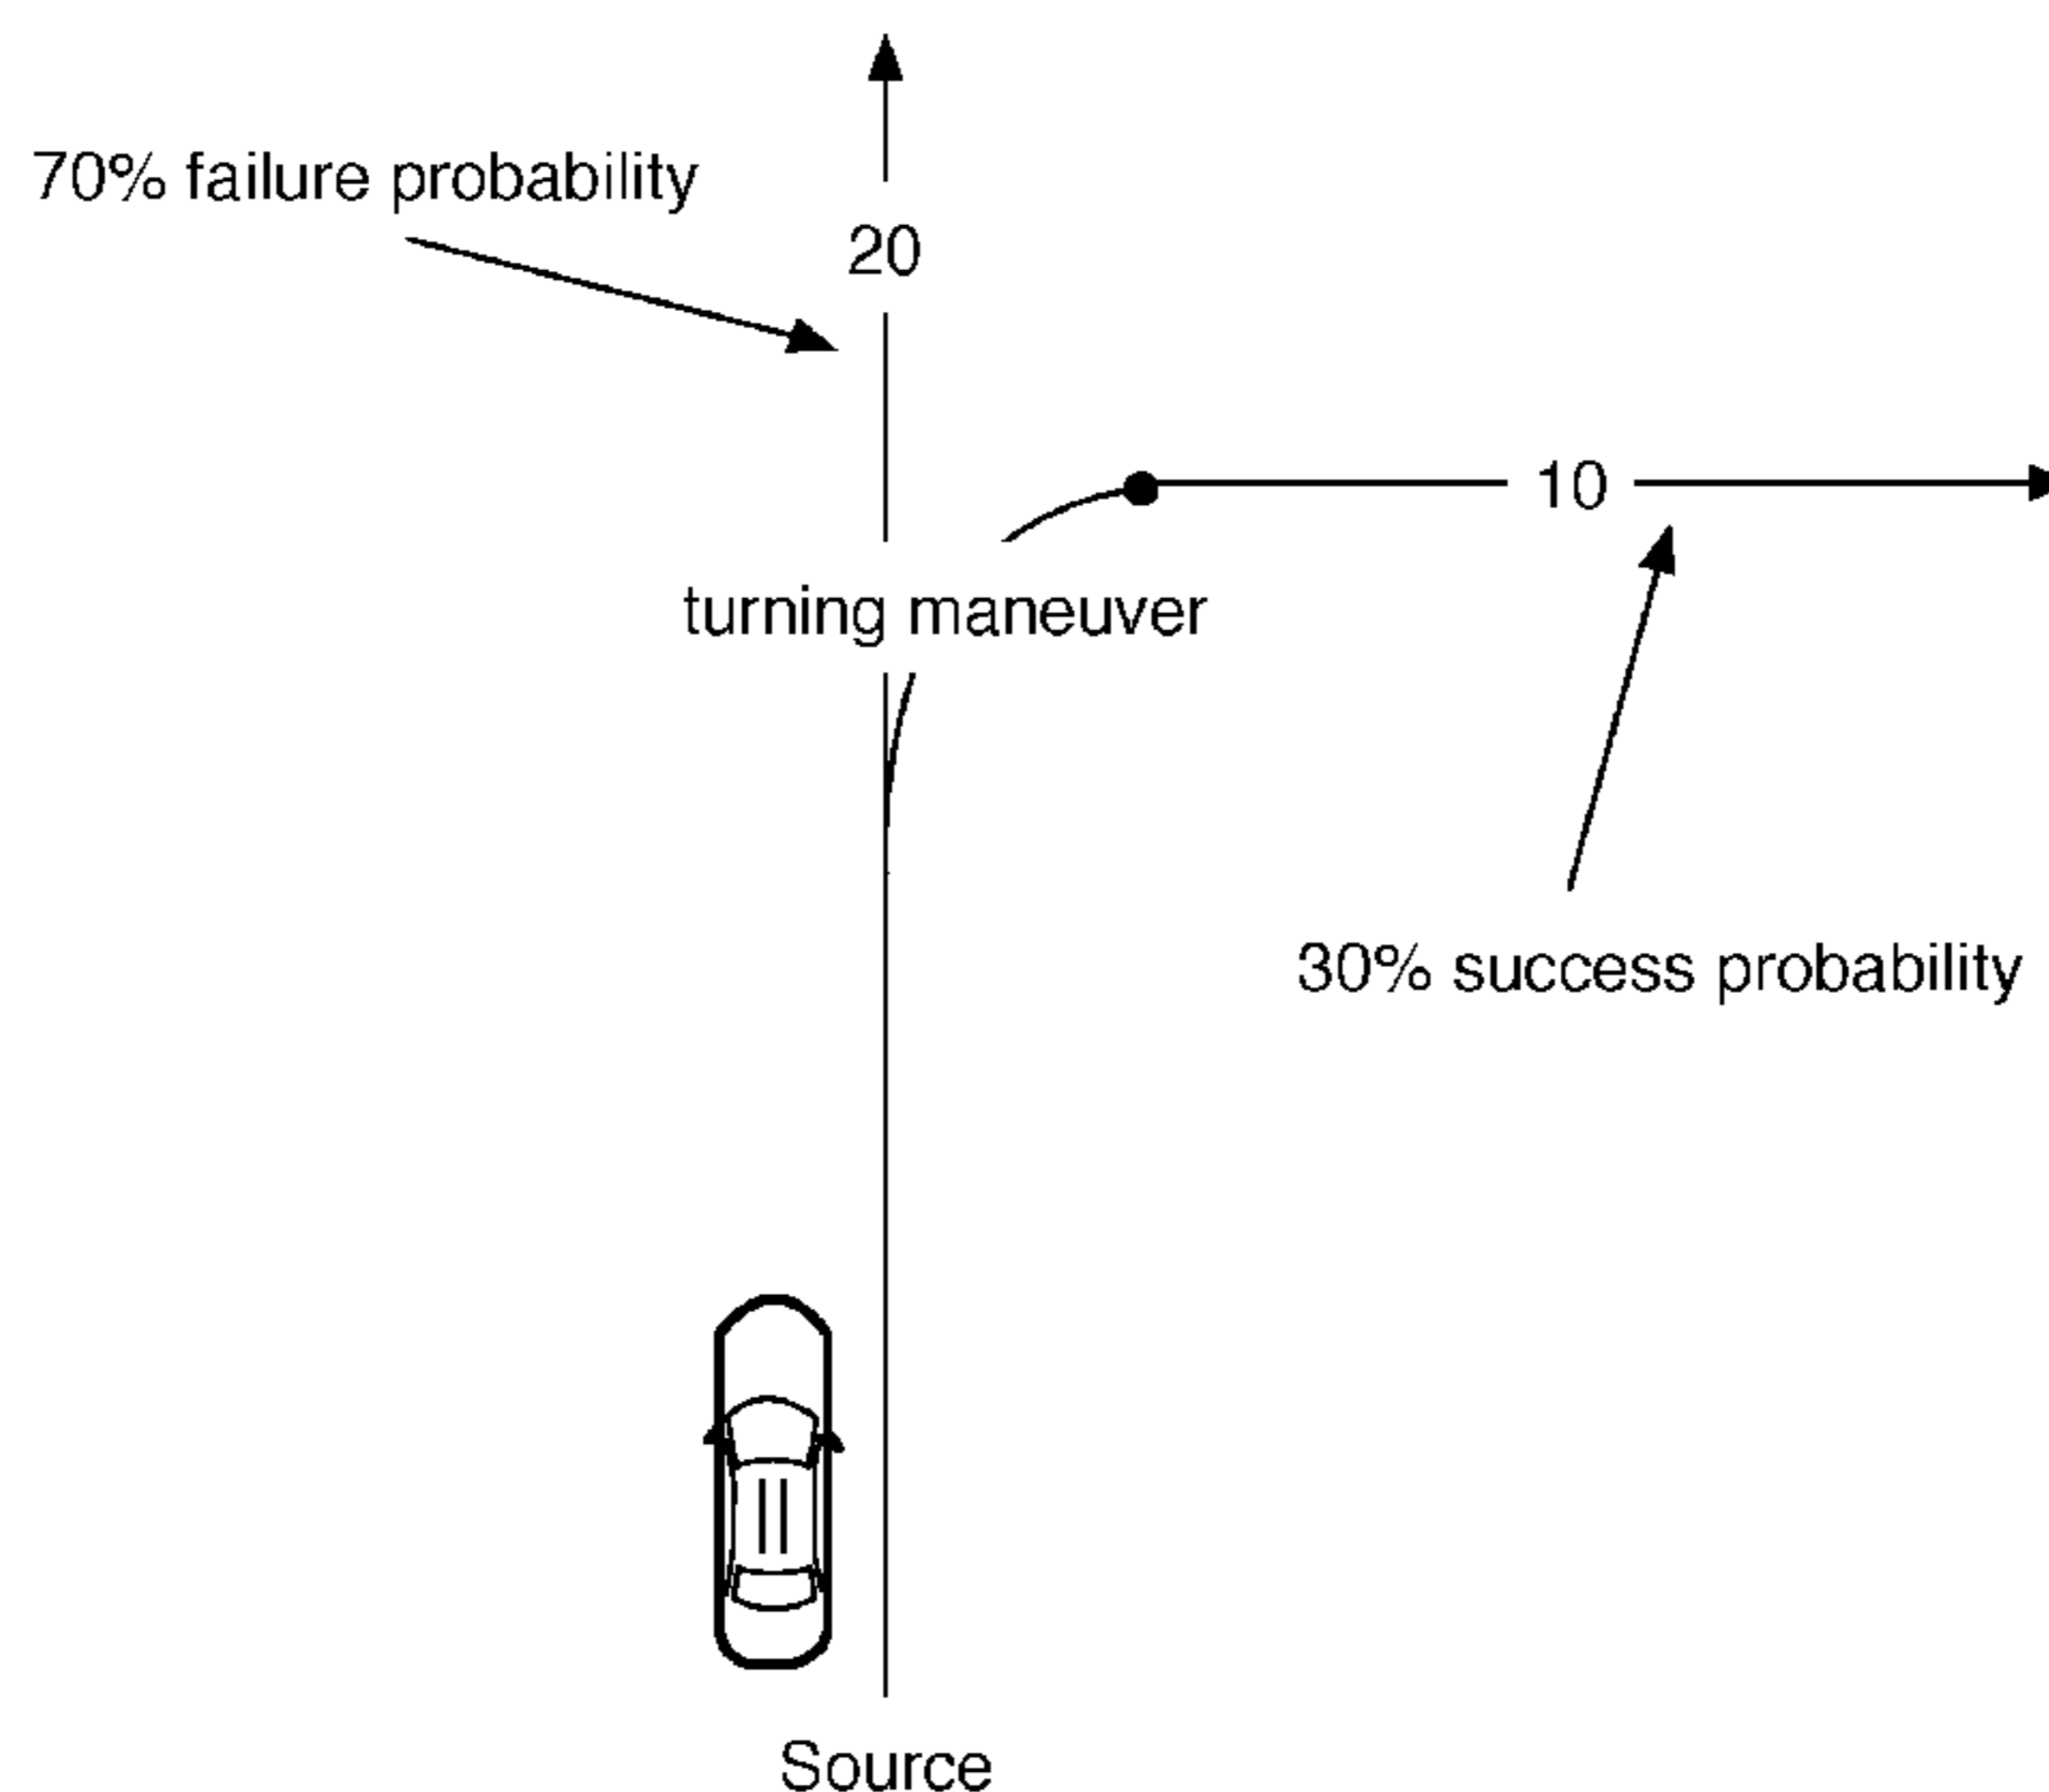 70% failure probability
20
10
turning maneuver
30% success probability
Source